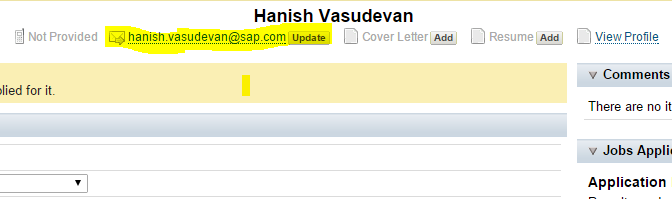 Hanish Vasudevan
Not Provided hanish.vasudevan@sap.com Update Cover Letter Add Resume Add View Profile
plied for it.
Comments
There are no it
Jobs Appli
Application